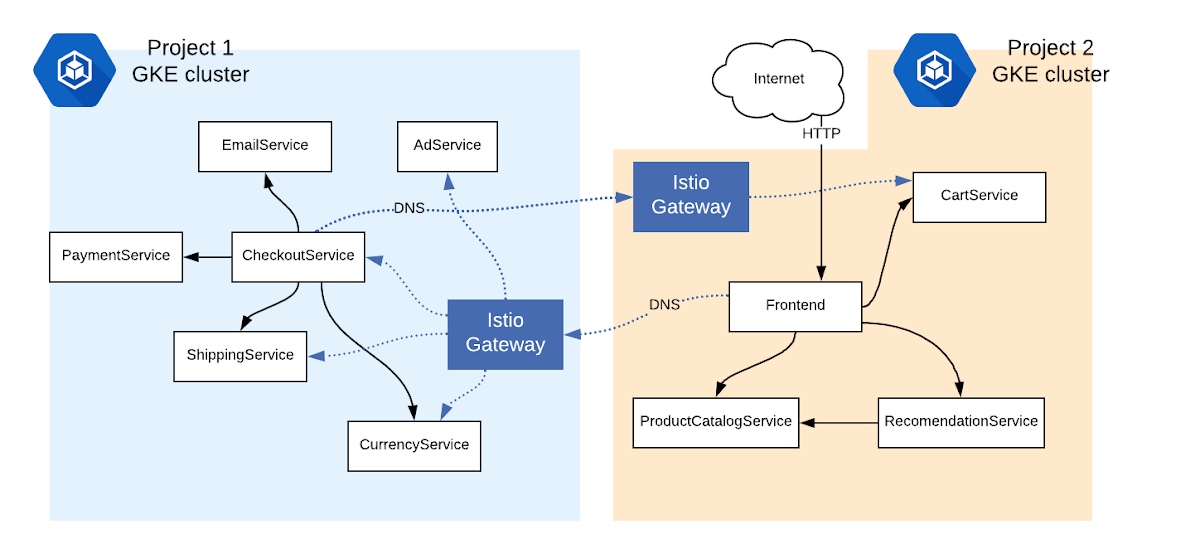 Project 1
GKE cluster
Internet
Project 2
GKE cluster
HTTP
EmailService
AdService
Istio
Gateway
CartService
DNS
PaymentService
CheckoutService
DNS
Frontend
Istio
Gateway
ShippingService
ProductCatalogService
RecomendationService
CurrencyService